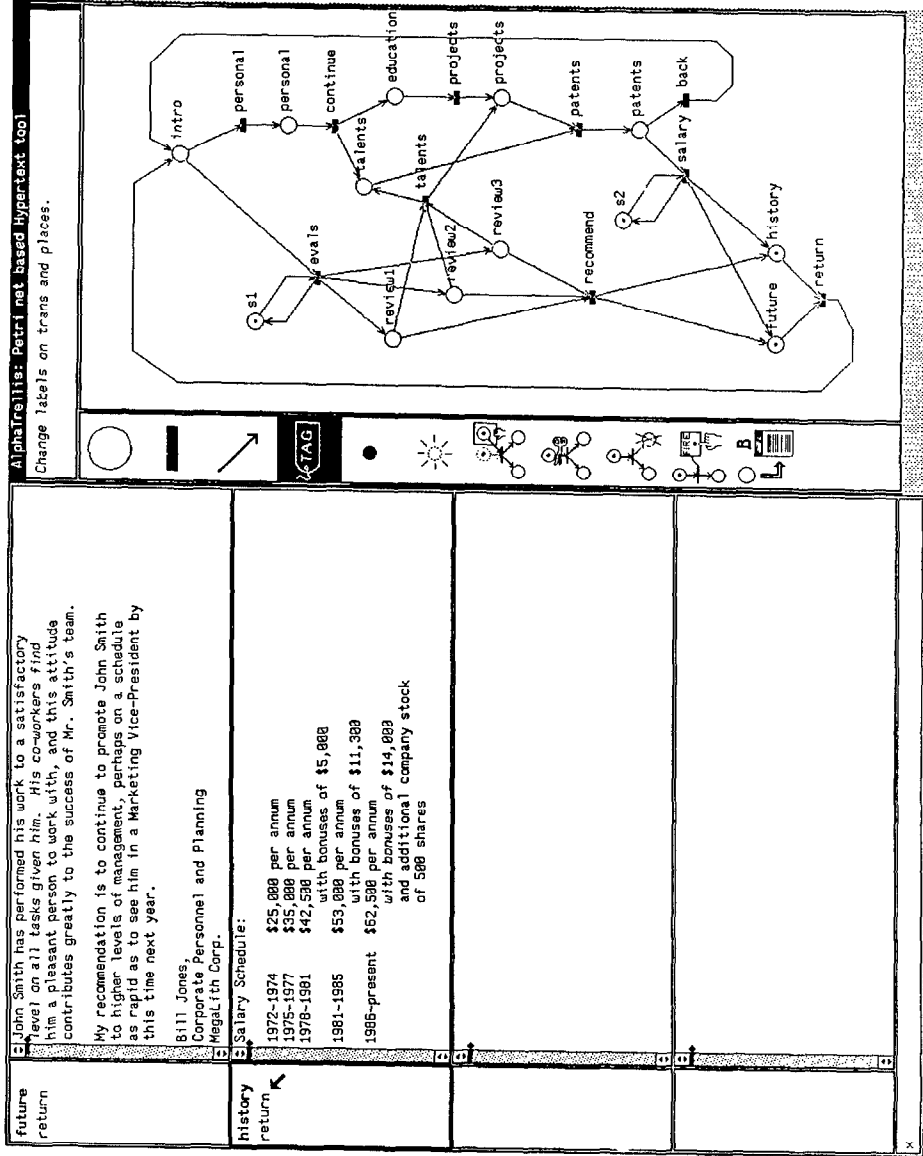 future
return
John Smith has performed his work to a satisfactory
level on all tasks given him. His co-workers find
him a pleasant person to work with, and this attitude
contributes greatly to the success of Mr. Smith's team.
My recommendation is to continue to promote John Smith
to higher levels of management, perhaps on a schedule
as rapid as to see him in a Marketing Vice-President by
this time next year.
Bill Jones,
Corporate Personnel and Planning
MegaLith Corp.
history
return
Salary Schedule:
1972-1974 $25,000 per annum
1975-1977 $35,000 per annum
1978-1981 $42,500 per annum
with bonuses of $5,000
1981-1985 $53,000 per annum
with bonuses of $11,300
1986-present $62,500 per annum
with bonuses of $14,000
and additional company stock
of 500 shares
x
AlphaTrellis: Petri net based Hypertext tool
Change labels on trans and places.
TAG
FIRE
B
intro
personal
personal
continue
education
projects
projects
talents
talents
patents
patents
back
salary
s2
evals
s1
review1
review2
review3
recommend
history
future
return